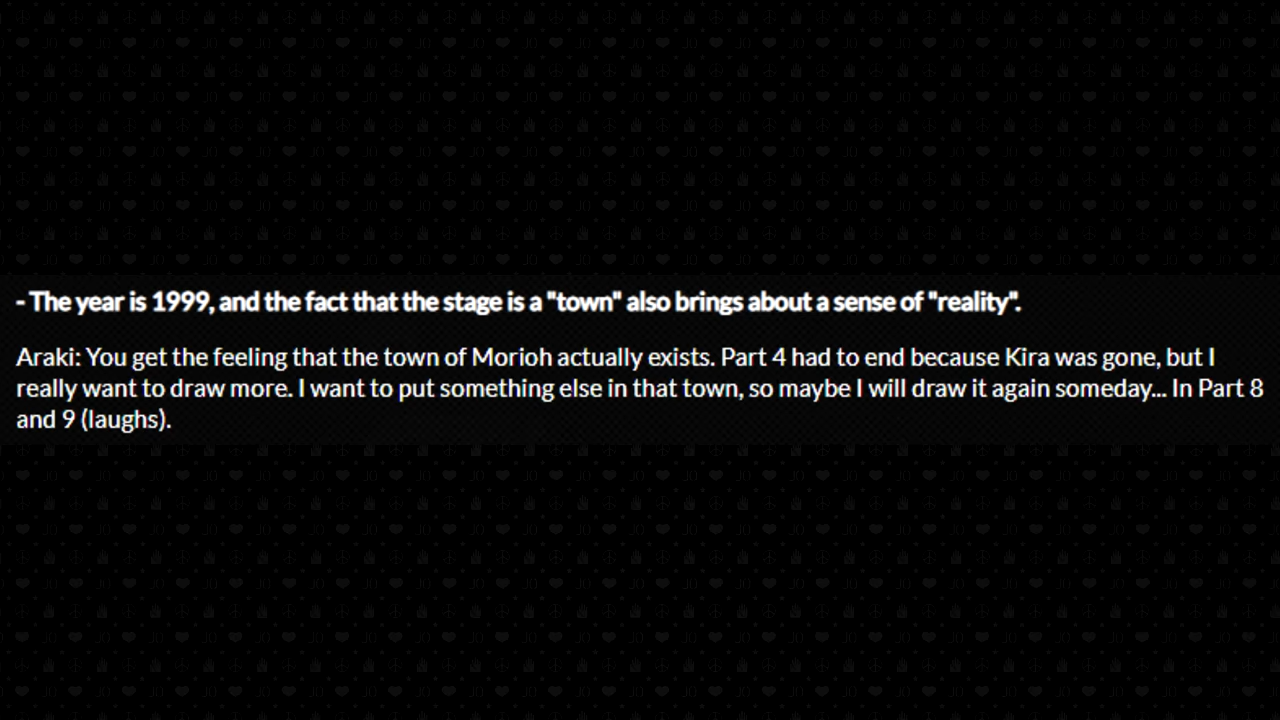 - The year is 1999, and the fact that the stage is a "town" also brings about a sense of "reality".
Araki: You get the feeling that the town of Morioh actually exists. Part 4 had to end because Kira was gone, but I
really want to draw more. I want to put something else in that town, so maybe I will draw it again someday... In Part 8
and 9 (laughs).